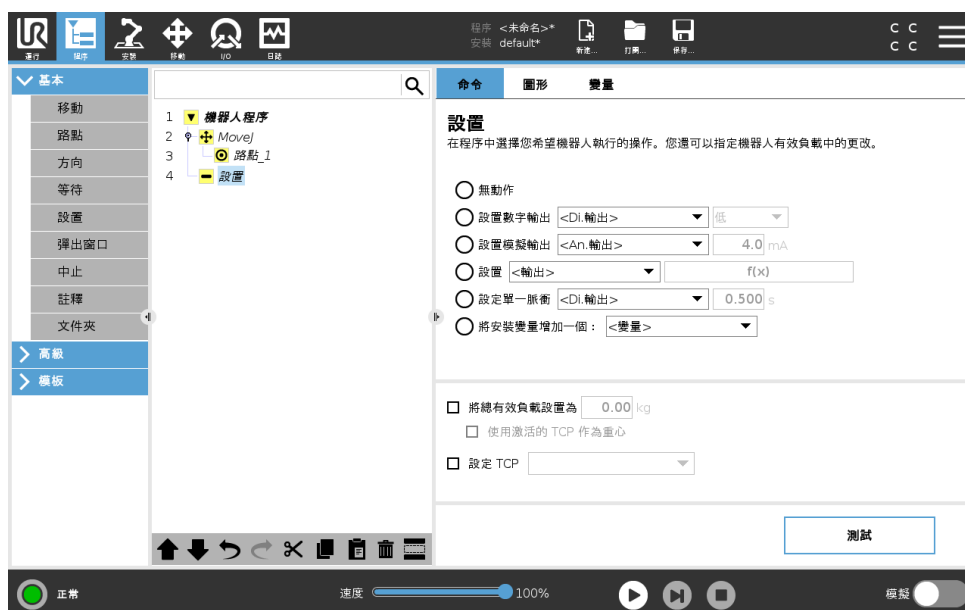 UR
運行
程序
安裝
移動
I/O
日誌
程序 <未命名>*
安裝 default*
新建...
打開...
保存...
C C
C C
基本
移動
路點
方向
等待
設置
彈出窗口
中止
註釋
文件夾
高級
模板
1 機器人程序
2 MoveJ
3 路點_1
4 設置
命令 圖形 變量
設置
在程序中選擇您希望機器人執行的操作。您還可以指定機器人有效負載中的更改。
無動作
設置數字輸出 <Di.輸出> 低
設置模擬輸出 <An.輸出> 4.0 mA
設置 <輸出> f(x)
設定單一脈衝 <Di.輸出> 0.500 s
將安裝變量增加一個： <變量>
將總有效負載設置為 0.00 kg
使用激活的 TCP 作為重心
設定 TCP
測試
正常
速度 100%
模擬